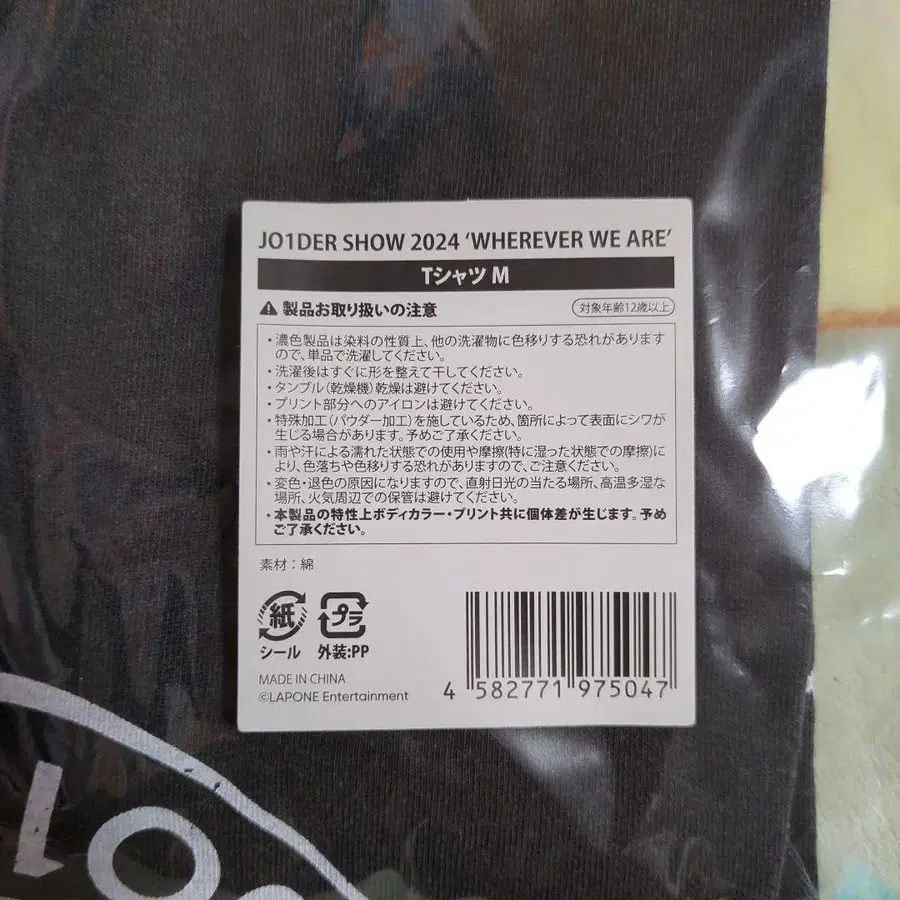 JO1DER SHOW 2024 ‘WHEREVER WE ARE’
Tシャツ M
製品お取り扱いの注意
対象年齢12歳以上
・濃色製品は染料の性質上、他の洗濯物に色移りする恐れがあります
ので、単品で洗濯してください。
・洗濯後はすぐに形を整えて干してください。
・タンブル（乾燥機）乾燥は避けてください。
・プリント部分へのアイロンは避けてください。
・特殊加工（パウダー加工）を施しているため、箇所によって表面にシワが
生じる場合があります。予めご了承ください。
・雨や汗による濡れた状態での使用や摩擦(特に湿った状態での摩擦)に
より、色落ちや色移りする恐れがありますので、ご注意ください。
・変色・退色の原因になりますので、直射日光の当たる場所、高温多湿な
場所、火気周辺での保管は避けてください。
・本製品の特性上ボディカラー・プリント共に個体差が生じます。予め
ご了承ください。
素材：綿
紙 プラ
シール 外装:PP
MADE IN CHINA
©LAPONE Entertainment
4 582771 975047